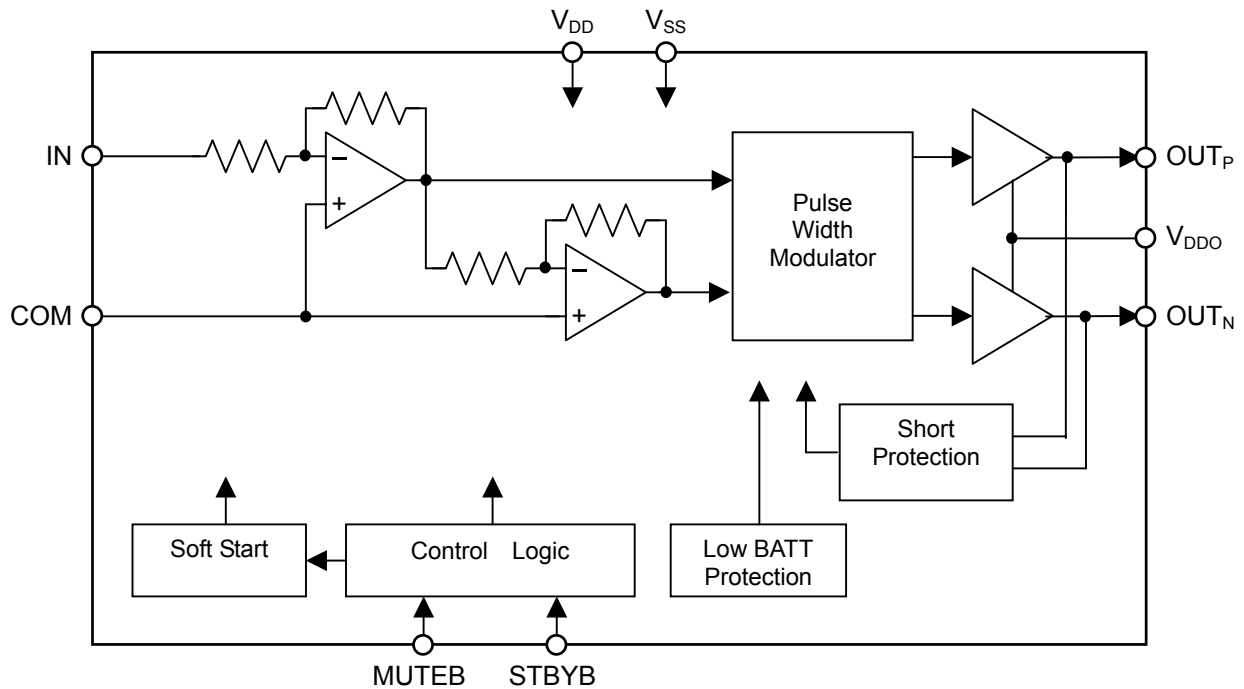 V_DD V_SS
IN
−
+
Pulse
Width
Modulator
OUT_P
−
+
V_DDO
COM
OUT_N
Short
Protection
Soft Start
Control Logic
Low BATT
Protection
MUTEB STBYB